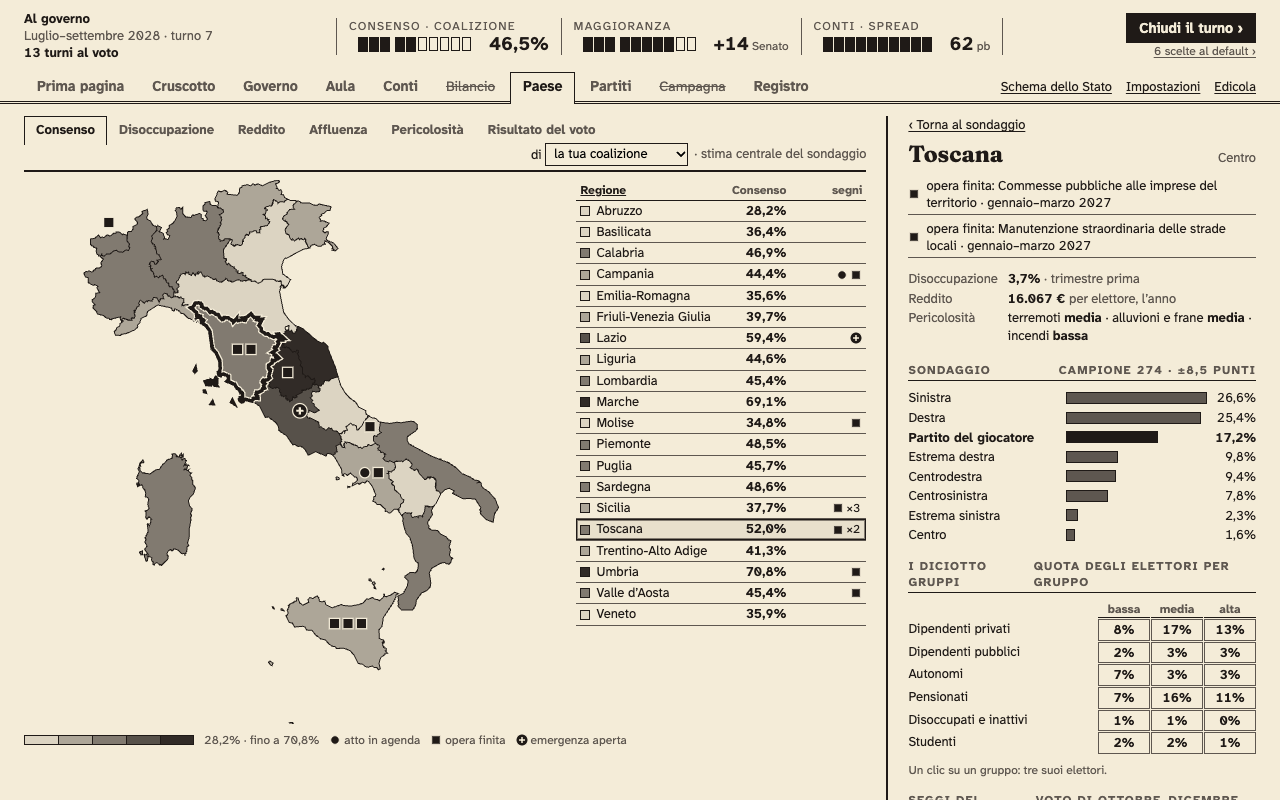 Al governo
Luglio–settembre 2028 · turno 7
13 turni al voto
CONSENSO · COALIZIONE
46,5%
MAGGIORANZA
+14 Senato
CONTI · SPREAD
62 pb
Chiudi il turno ›
6 scelte al default ›
Prima pagina Cruscotto Governo Aula Conti Bilancio Paese Partiti Campagna Registro
Schema dello Stato Impostazioni Edicola
Consenso Disoccupazione Reddito Affluenza Pericolosità Risultato del voto
di la tua coalizione · stima centrale del sondaggio
Regione Consenso segni
Abruzzo 28,2%
Basilicata 36,4%
Calabria 46,9%
Campania 44,4%
Emilia-Romagna 35,6%
Friuli-Venezia Giulia 39,7%
Lazio 59,4%
Liguria 44,6%
Lombardia 45,4%
Marche 69,1%
Molise 34,8%
Piemonte 48,5%
Puglia 45,7%
Sardegna 48,6%
Sicilia 37,7% ×3
Toscana 52,0% ×2
Trentino-Alto Adige 41,3%
Umbria 70,8%
Valle d'Aosta 45,4%
Veneto 35,9%
28,2% · fino a 70,8% atto in agenda opera finita emergenza aperta
‹ Torna al sondaggio
Toscana Centro
opera finita: Commesse pubbliche alle imprese del
territorio · gennaio–marzo 2027
opera finita: Manutenzione straordinaria delle strade
locali · gennaio–marzo 2027
Disoccupazione 3,7% · trimestre prima
Reddito 16.067 € per elettore, l'anno
Pericolosità terremoti media · alluvioni e frane media ·
incendi bassa
SONDAGGIO CAMPIONE 274 · ±8,5 PUNTI
Sinistra 26,6%
Destra 25,4%
Partito del giocatore 17,2%
Estrema destra 9,8%
Centrodestra 9,4%
Centrosinistra 7,8%
Estrema sinistra 2,3%
Centro 1,6%
I DICIOTTO GRUPPI
QUOTA DEGLI ELETTORI PER GRUPPO
bassa media alta
Dipendenti privati 8% 17% 13%
Dipendenti pubblici 2% 3% 3%
Autonomi 7% 3% 3%
Pensionati 7% 16% 11%
Disoccupati e inattivi 1% 1% 0%
Studenti 2% 2% 1%
Un clic su un gruppo: tre suoi elettori.
SEGGI DEL VOTO DI OTTOBRE–DICEMBRE